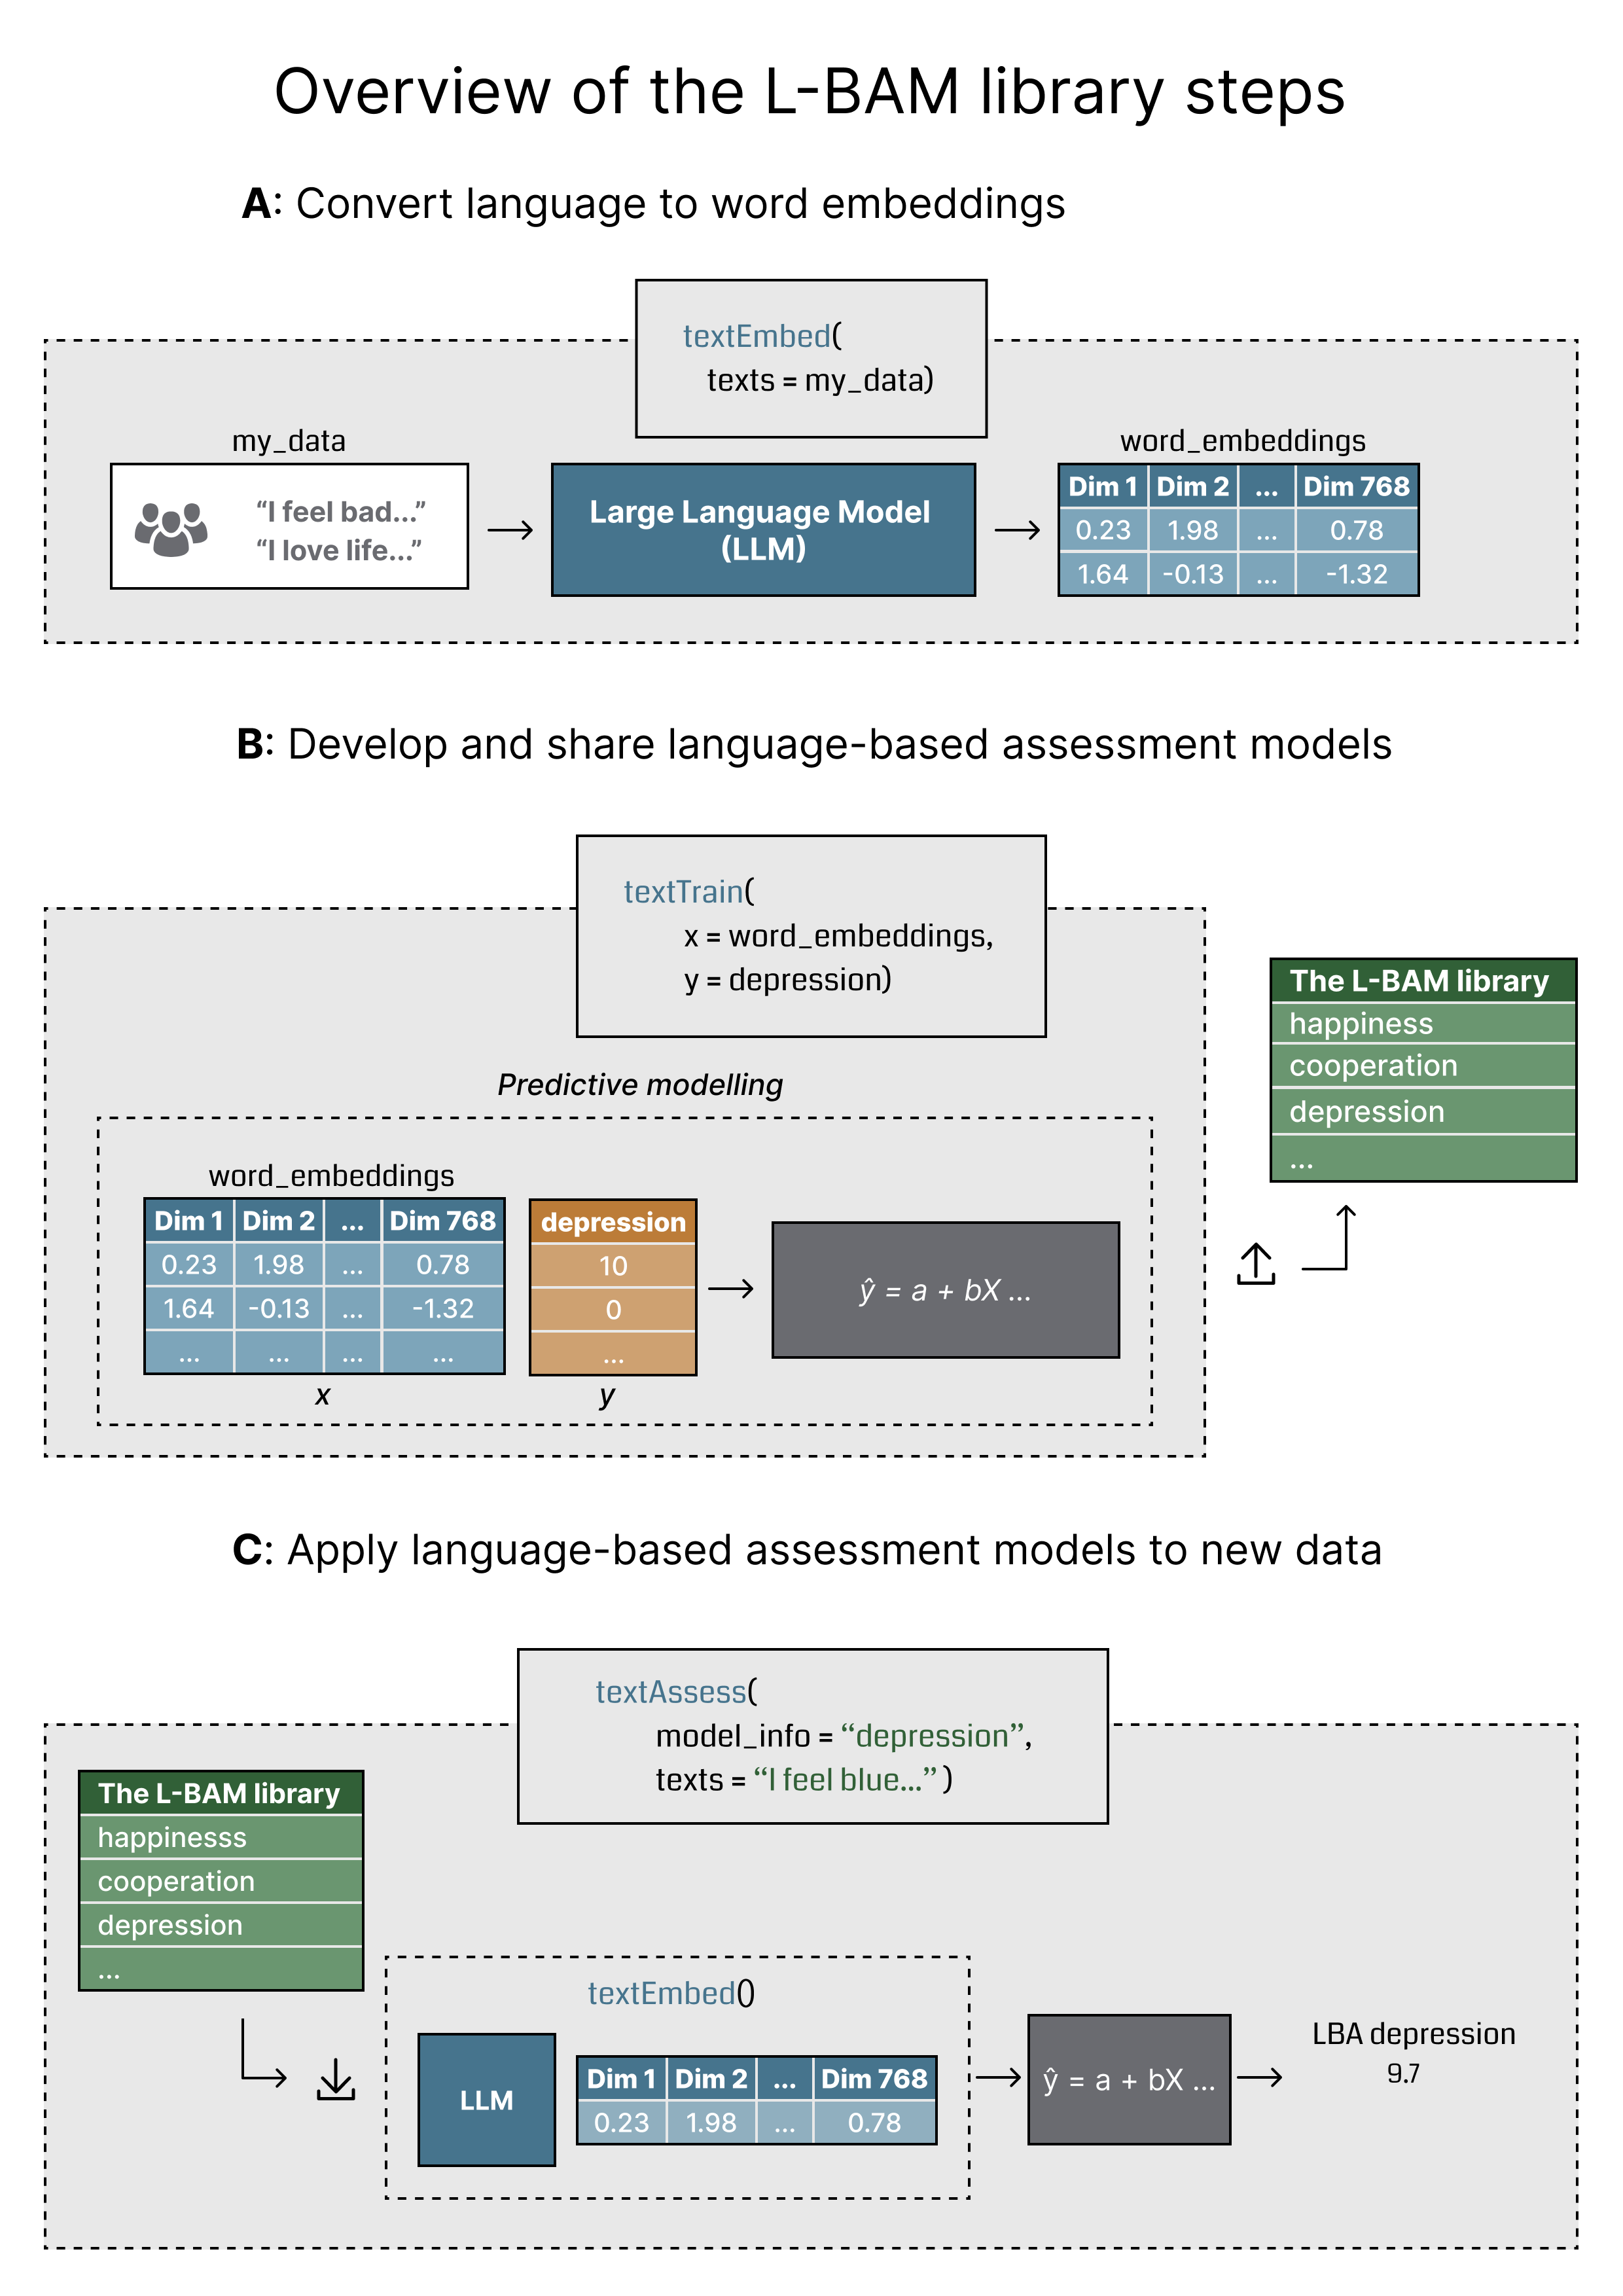 Overview of the L-BAM library steps
A: Convert language to word embeddings
textEmbed(
texts = my_data)
my_data
“I feel bad...”
“I love life...”
Large Language Model
(LLM)
word_embeddings
Dim 1 Dim 2 ... Dim 768
0.23 1.98 ... 0.78
1.64 -0.13 ... -1.32
B: Develop and share language-based assessment models
textTrain(
x = word_embeddings,
y = depression)
The L-BAM library
happiness
cooperation
depression
...
Predictive modelling
word_embeddings
Dim 1 Dim 2 ... Dim 768
0.23 1.98 ... 0.78
1.64 -0.13 ... -1.32
... ... ... ...
x
depression
10
0
...
y
ŷ = a + bX ...
C: Apply language-based assessment models to new data
textAssess(
model_info = “depression”,
texts = “I feel blue...” )
The L-BAM library
happinesss
cooperation
depression
...
textEmbed()
LLM
Dim 1 Dim 2 ... Dim 768
0.23 1.98 ... 0.78
ŷ = a + bX ...
LBA depression
9.7